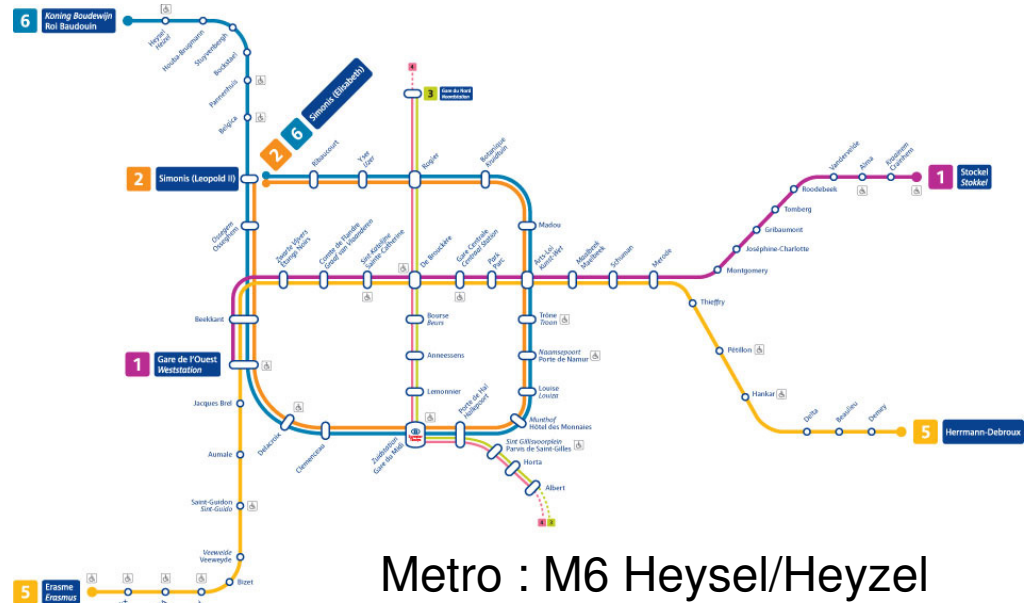 6
Koning Boudewijn
Roi Baudouin
Heysel
Heizel
Houba-Brugmann
Stuyvenbergh
Bockstael
Pannenhuis
Belgica
2
6
Simonis (Elisabeth)
4
3
Gare du Nord
Noordstation
2
Simonis (Leopold II)
Ribaucourt
Yser
IJzer
Rogier
Botanique
Kruidtuin
Madou
Ossegem
Osseghem
Zwarte Vijvers
Étangs Noirs
Comte de Flandre
Graaf van Vlaanderen
Sint-Katelijne
Sainte-Catherine
De Brouckère
Gare Centrale
Centraal Station
Park
Parc
Arts-Loi
Kunst-Wet
Maalbeek
Maelbeek
Schuman
Merode
Montgomery
Joséphine-Charlotte
Gribaumont
Tomberg
Roodebeek
Vandervelde
Alma
Kraainem
Crainhem
1
Stockel
Stokkel
Beekkant
1
Gare de l'Ouest
Weststation
Bourse
Beurs
Anneessens
Lemonnier
Trône
Troon
Naamsepoort
Porte de Namur
Louise
Louiza
Munthof
Hôtel des Monnaies
Porte de Hal
Hallepoort
Zuidstation
Gare du Midi
Clemenceau
Delacroix
Sint Gillisvoorplein
Parvis de Saint-Gilles
Horta
Albert
4
3
Thieffry
Pétillon
Hankar
Delta
Beaulieu
Demey
5
Herrmann-Debroux
Jacques Brel
Aumale
Saint-Guidon
Sint-Guido
Veeweide
Veeweyde
Bizet
5
Erasme
Erasmus
Metro : M6 Heysel/Heyzel